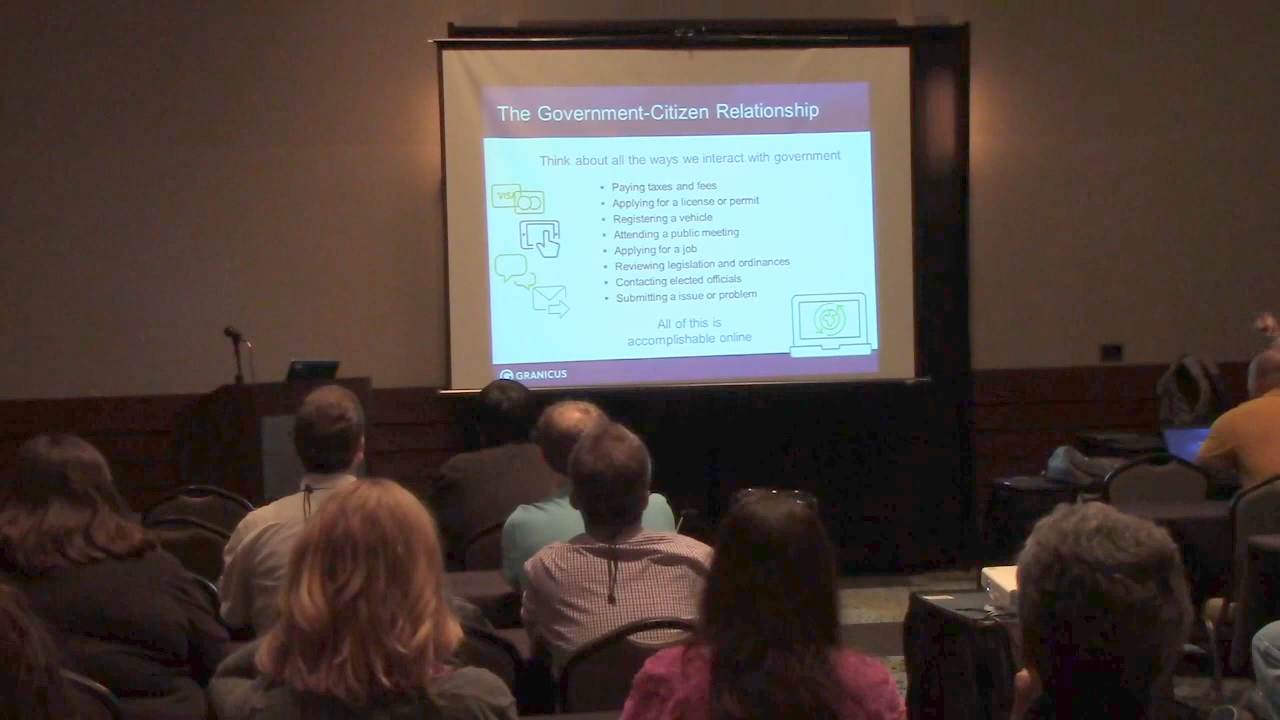 The Government-Citizen Relationship
Think about all the ways we interact with government
VISA
• Paying taxes and fees
• Applying for a license or permit
• Registering a vehicle
• Attending a public meeting
• Applying for a job
• Reviewing legislation and ordinances
• Contacting elected officials
• Submitting a issue or problem
All of this is
accomplishable online
GRANICUS